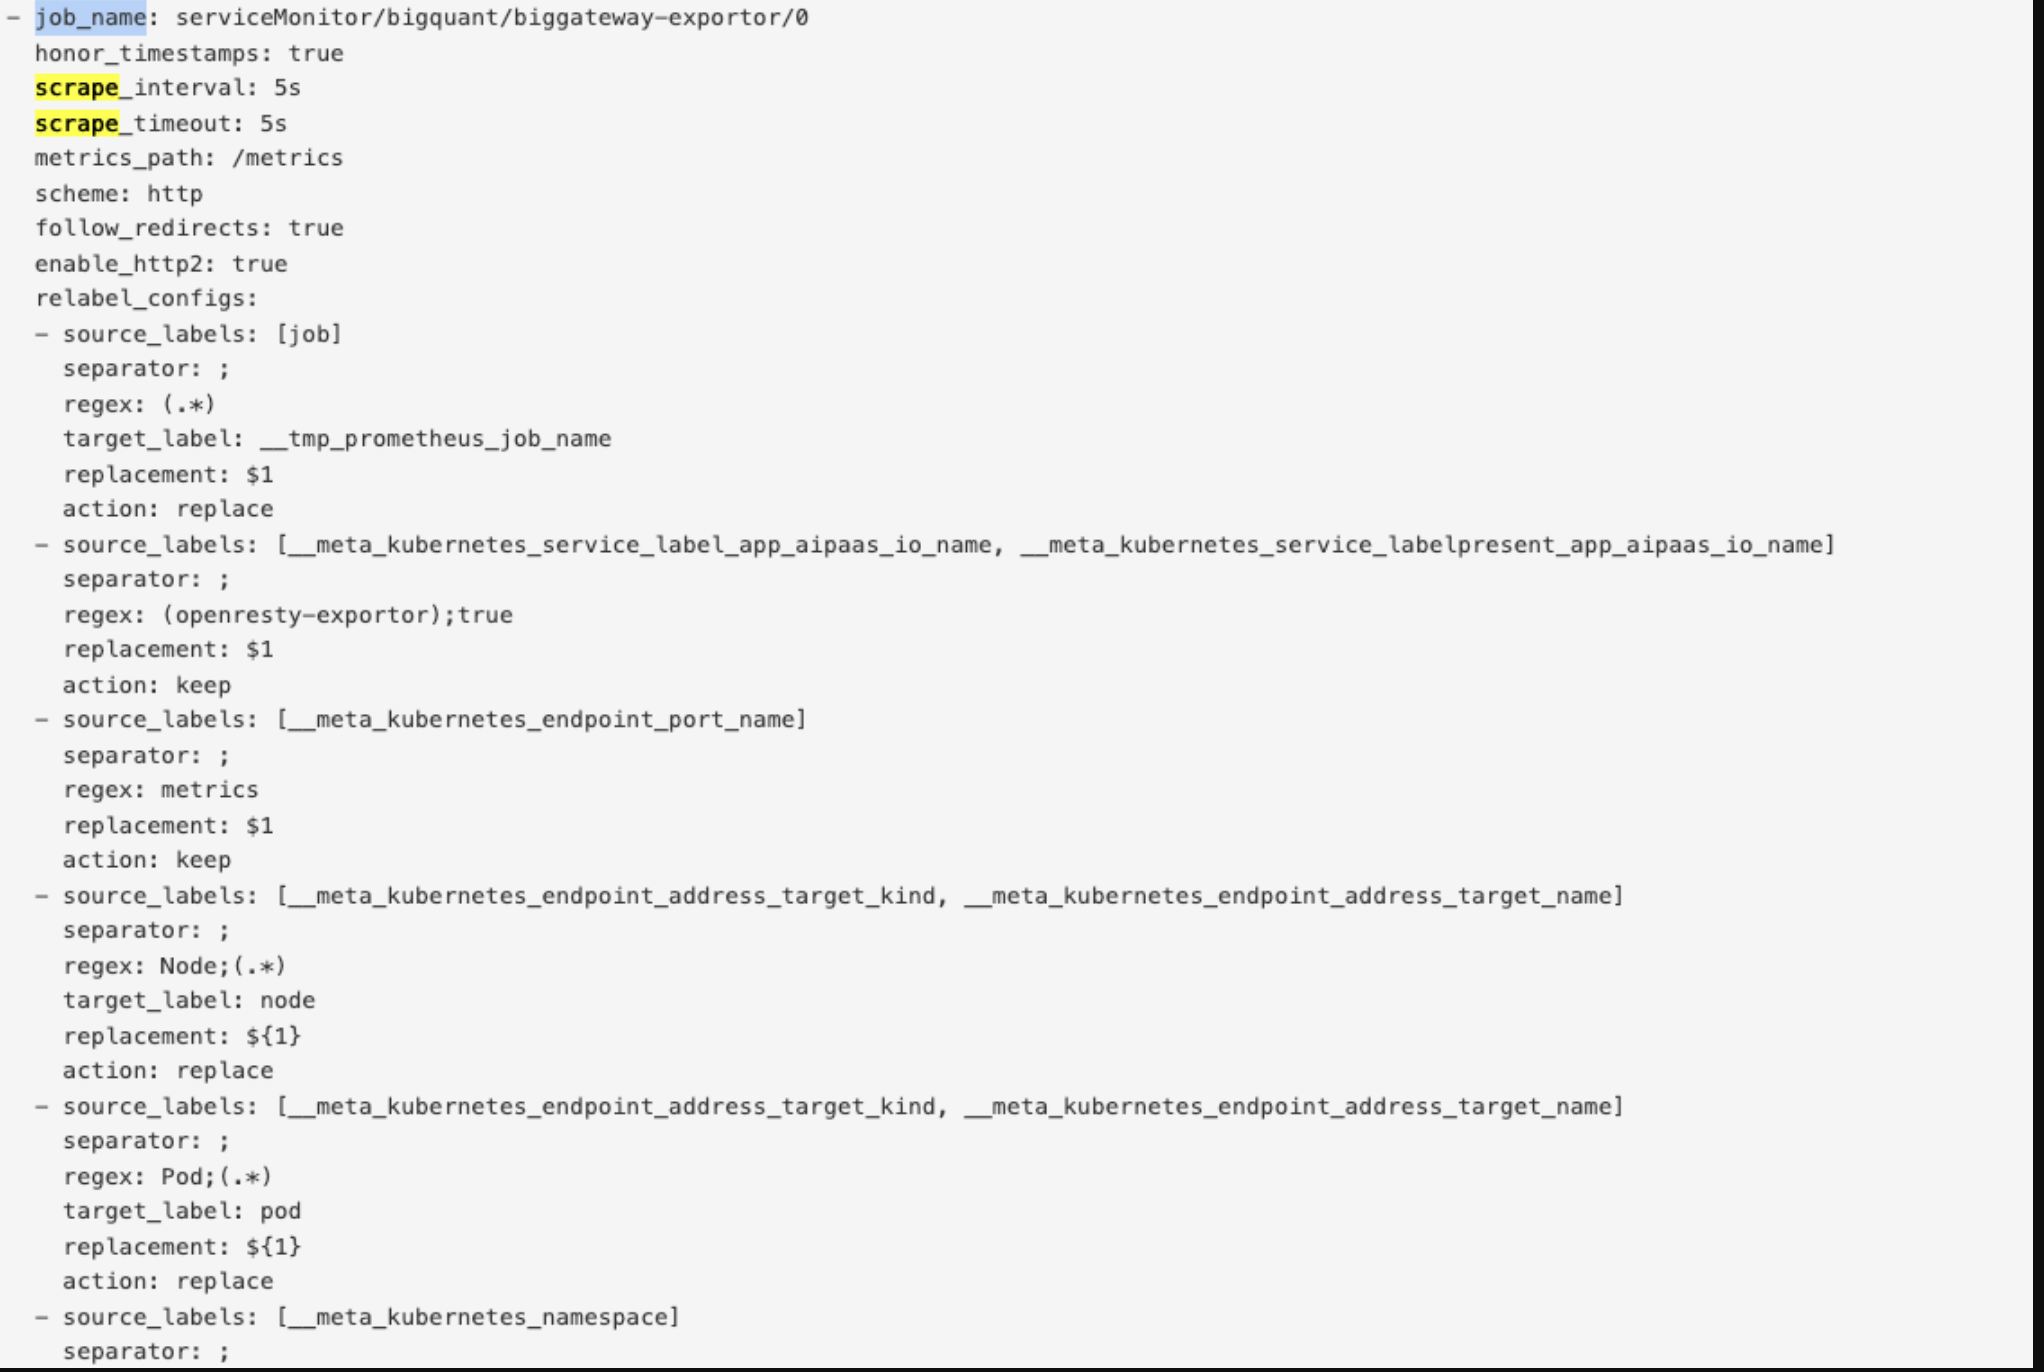 - job_name: serviceMonitor/bigquant/biggateway-exportor/0
honor_timestamps: true
scrape_interval: 5s
scrape_timeout: 5s
metrics_path: /metrics
scheme: http
follow_redirects: true
enable_http2: true
relabel_configs:
- source_labels: [job]
separator: ;
regex: (.*)
target_label: __tmp_prometheus_job_name
replacement: $1
action: replace
- source_labels: [__meta_kubernetes_service_label_app_aipaas_io_name, __meta_kubernetes_service_labelpresent_app_aipaas_io_name]
separator: ;
regex: (openresty-exportor);true
replacement: $1
action: keep
- source_labels: [__meta_kubernetes_endpoint_port_name]
separator: ;
regex: metrics
replacement: $1
action: keep
- source_labels: [__meta_kubernetes_endpoint_address_target_kind, __meta_kubernetes_endpoint_address_target_name]
separator: ;
regex: Node;(.*)
target_label: node
replacement: ${1}
action: replace
- source_labels: [__meta_kubernetes_endpoint_address_target_kind, __meta_kubernetes_endpoint_address_target_name]
separator: ;
regex: Pod;(.*)
target_label: pod
replacement: ${1}
action: replace
- source_labels: [__meta_kubernetes_namespace]
separator: ;